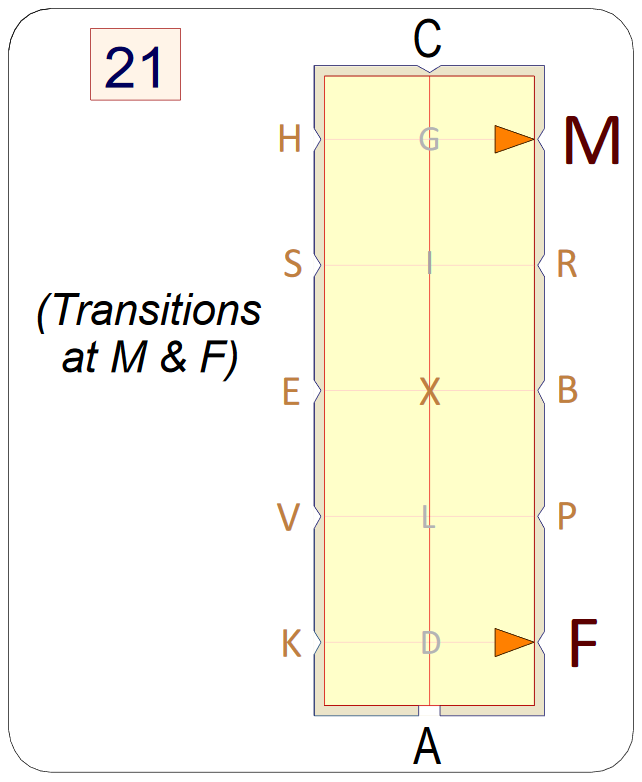 21
C
H G M
S I R
(Transitions
at M & F)
E X B
V L P
K D F
A